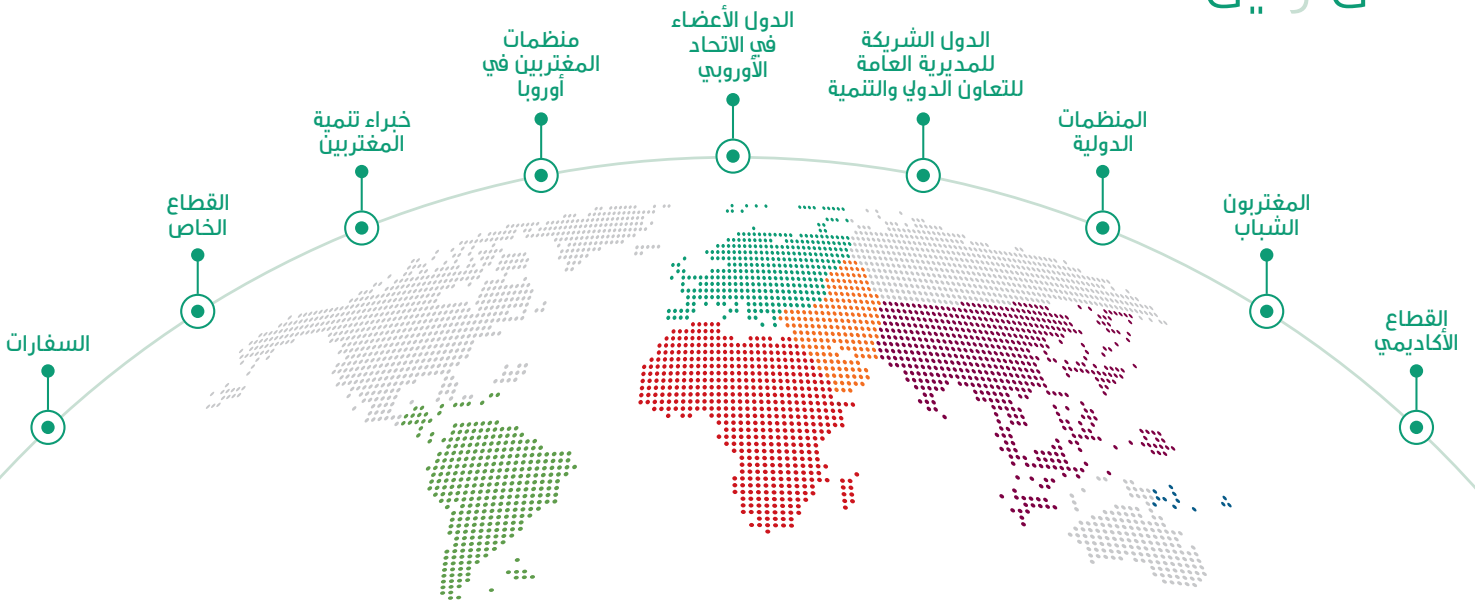 الدول الأعضاء
في الاتحاد
الأوروبي
الدول الشريكة
للمديرية العامة
للتعاون الدولي والتنمية
منظمات
المغتربين في
أوروبا
المنظمات
الدولية
خبراء تنمية
المغتربين
المغتربون
الشباب
القطاع
الخاص
القطاع
الأكاديمي
السفارات